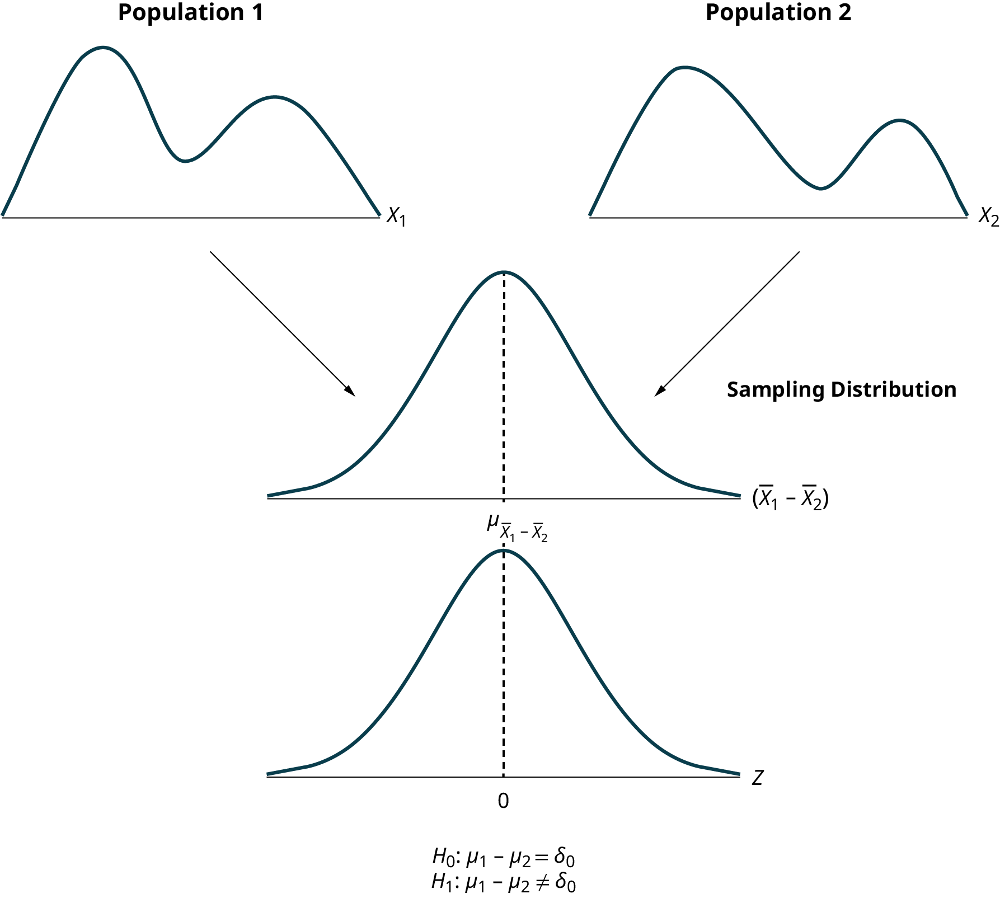 Population 1
Population 2
X₁
X₂
Sampling Distribution
(X̅₁ – X̅₂)
μ X̅₁ – X̅₂
Z
0
H₀: μ₁ – μ₂ = δ₀
H₁: μ₁ – μ₂ ≠ δ₀